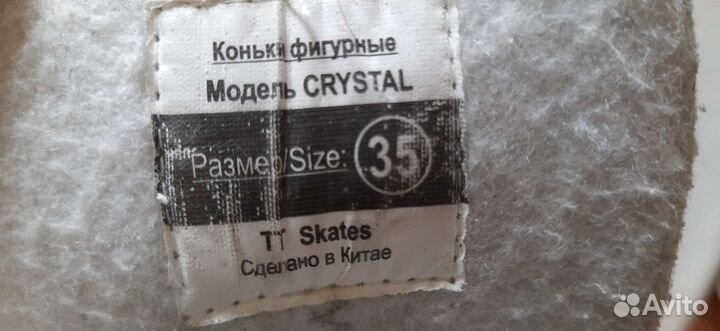 Коньки фигурные
Модель CRYSTAL
Размер/Size: 35
TT Skates
Сделано в Китае
Avito